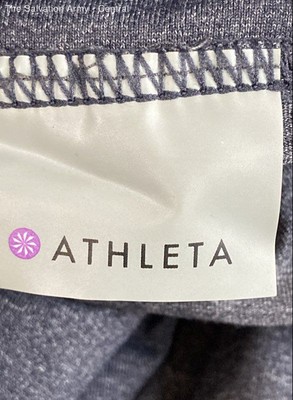 The Salvation Army - Central
ATHLETA